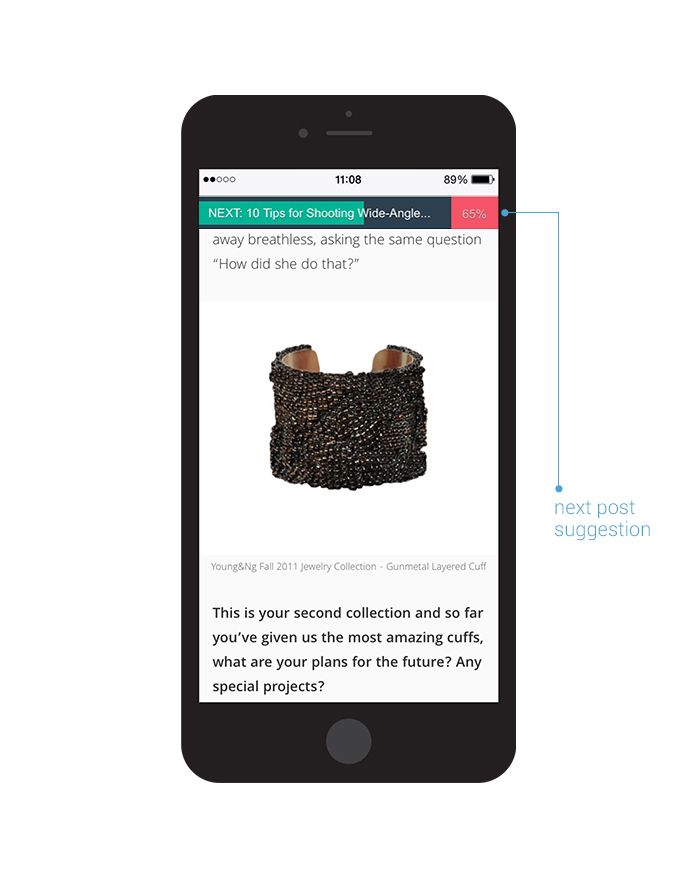 11:08
89%
NEXT: 10 Tips for Shooting Wide-Angle...
65%
away breathless, asking the same question
“How did she do that?”
next post
suggestion
Young&Ng Fall 2011 Jewelry Collection - Gunmetal Layered Cuff
This is your second collection and so far
you’ve given us the most amazing cuffs,
what are your plans for the future? Any
special projects?